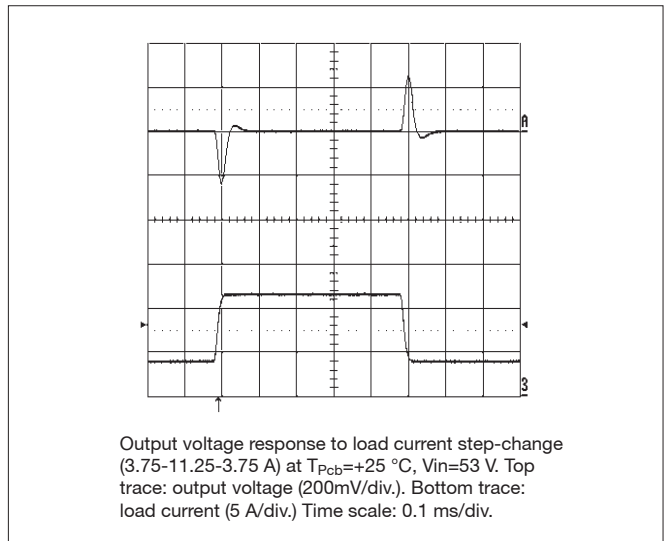 A
3
Output voltage response to load current step-change
(3.75-11.25-3.75 A) at TPcb=+25 °C, Vin=53 V. Top
trace: output voltage (200mV/div.). Bottom trace:
load current (5 A/div.) Time scale: 0.1 ms/div.